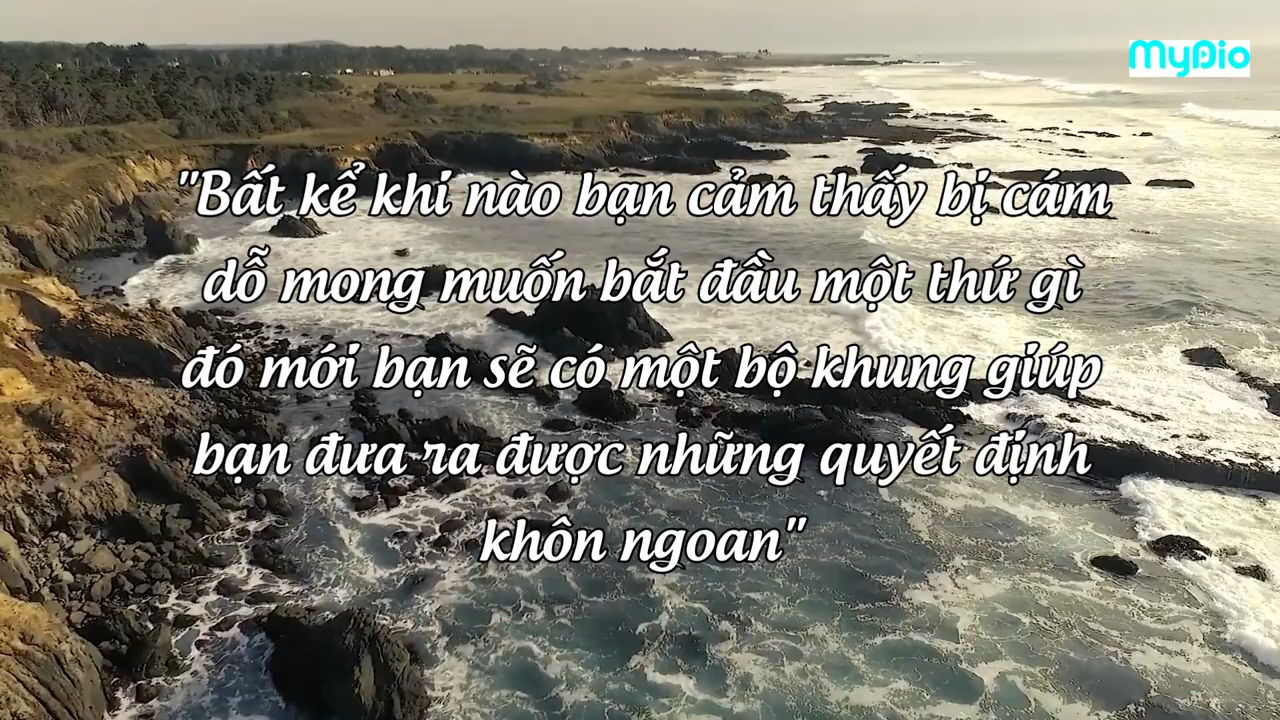 MyDio
"Bất kể khi nào bạn cảm thấy bị cám
dỗ mong muốn bắt đầu một thứ gì
đó mới bạn sẽ có một bộ khung giúp
bạn đưa ra được những quyết định
khôn ngoan"